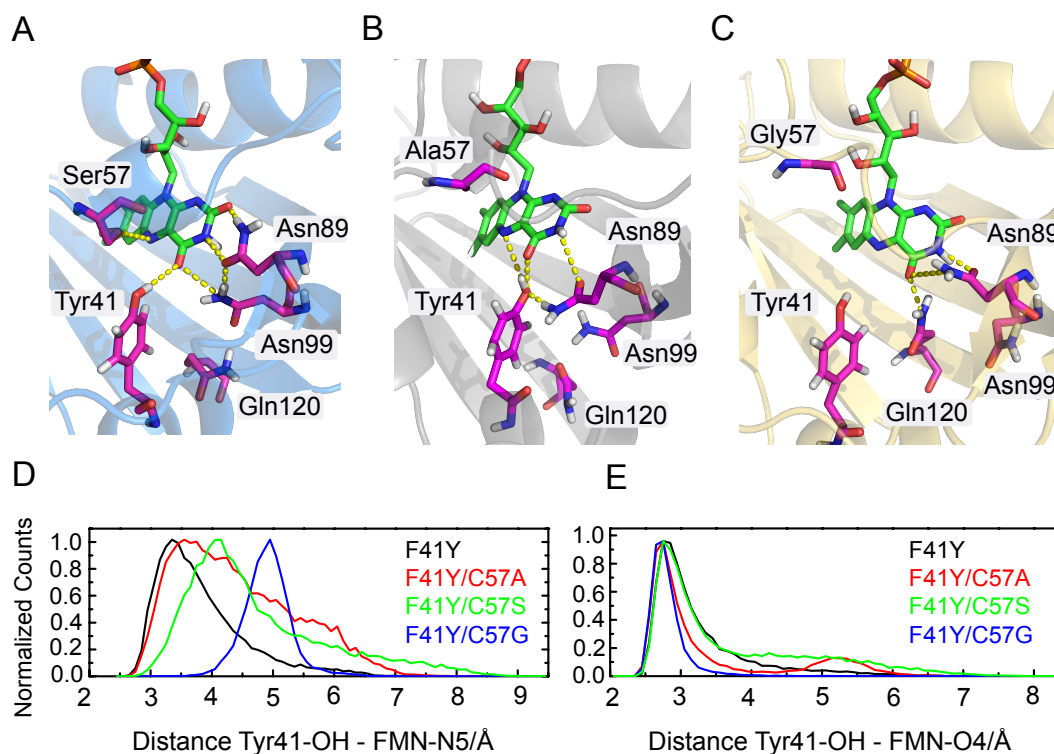 A
B
C
Ser57
Asn89
Tyr41
Asn99
Gln120
Ala57
Asn89
Tyr41
Asn99
Gln120
Gly57
Asn89
Tyr41
Asn99
Gln120
D
Normalized Counts
1.0
0.8
0.6
0.4
0.2
0.0
F41Y
F41Y/C57A
F41Y/C57S
F41Y/C57G
2 3 4 5 6 7 8 9
Distance Tyr41-OH - FMN-N5/Å
E
1.0
0.8
0.6
0.4
0.2
0.0
F41Y
F41Y/C57A
F41Y/C57S
F41Y/C57G
2 3 4 5 6 7 8
Distance Tyr41-OH - FMN-O4/Å